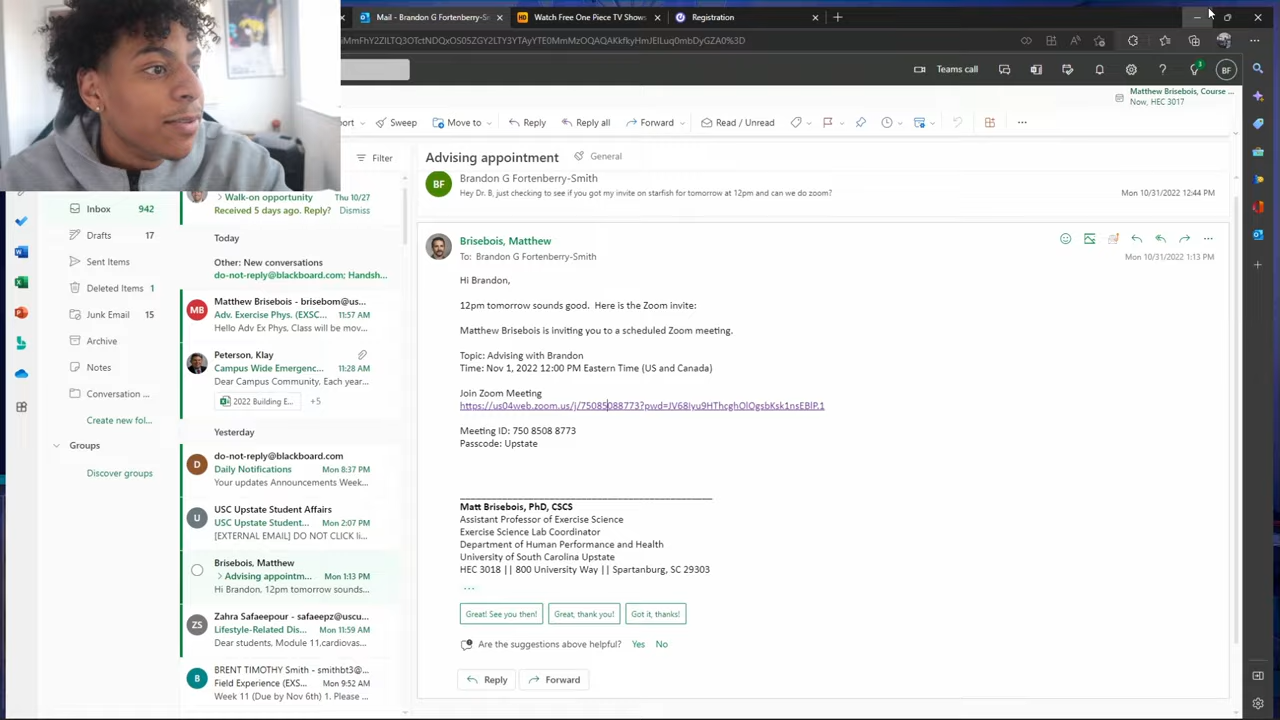 Mail - Brandon G Fortenberry-Sm
Watch Free One Piece TV Shows
Registration
Teams call
BF
Matthew Brisebois, Course ...
Now, HEC 3017
Sweep
Move to
Reply
Reply all
Forward
Read / Unread
Filter
Inbox 942
Drafts 17
Sent Items
Deleted Items 1
Junk Email 15
Archive
Notes
Conversation ...
Create new fol...
Groups
Discover groups
Walk-on opportunity Thu 10/27
Received 5 days ago. Reply? Dismiss
Today
Other: New conversations
do-not-reply@blackboard.com; Handsh...
MB
Matthew Brisebois - brisebom@us...
Adv. Exercise Phys. (EXSC... 11:57 AM
Hello Adv Ex Phys, Class will be mov...
Peterson, Klay
Campus Wide Emergenc... 11:28 AM
Dear Campus Community, Each year...
2022 Building E... +5
Yesterday
D
do-not-reply@blackboard.com
Daily Notifications Mon 8:37 PM
Your updates Announcements Week...
U
USC Upstate Student Affairs
USC Upstate Student... Mon 2:07 PM
[EXTERNAL EMAIL] DO NOT CLICK li...
Brisebois, Matthew
Advising appointm... Mon 1:13 PM
Hi Brandon, 12pm tomorrow sounds...
ZS
Zahra Safaeepour - safaeepz@uscu...
Lifestyle-Related Dis... Mon 11:59 AM
Dear students, Module 11,cardiovas...
B
BRENT TIMOTHY Smith - smithbt3@...
Field Experience (EXS... Mon 9:52 AM
Week 11 (Due by Nov 6th) 1. Please ...
Advising appointment General
BF
Brandon G Fortenberry-Smith
Hey Dr. B, just checking to see if you got my invite on starfish for tomorrow at 12pm and can we do zoom? Mon 10/31/2022 12:44 PM
Brisebois, Matthew
To: Brandon G Fortenberry-Smith Mon 10/31/2022 1:13 PM
Hi Brandon,
12pm tomorrow sounds good. Here is the Zoom invite:
Matthew Brisebois is inviting you to a scheduled Zoom meeting.
Topic: Advising with Brandon
Time: Nov 1, 2022 12:00 PM Eastern Time (US and Canada)
Join Zoom Meeting
Meeting ID: 750 8508 8773
Passcode: Upstate
Matt Brisebois, PhD, CSCS
Assistant Professor of Exercise Science
Exercise Science Lab Coordinator
Department of Human Performance and Health
University of South Carolina Upstate
HEC 3018 || 800 University Way || Spartanburg, SC 29303
...
Great! See you then! Great, thank you! Got it, thanks!
Are the suggestions above helpful? Yes No
Reply Forward